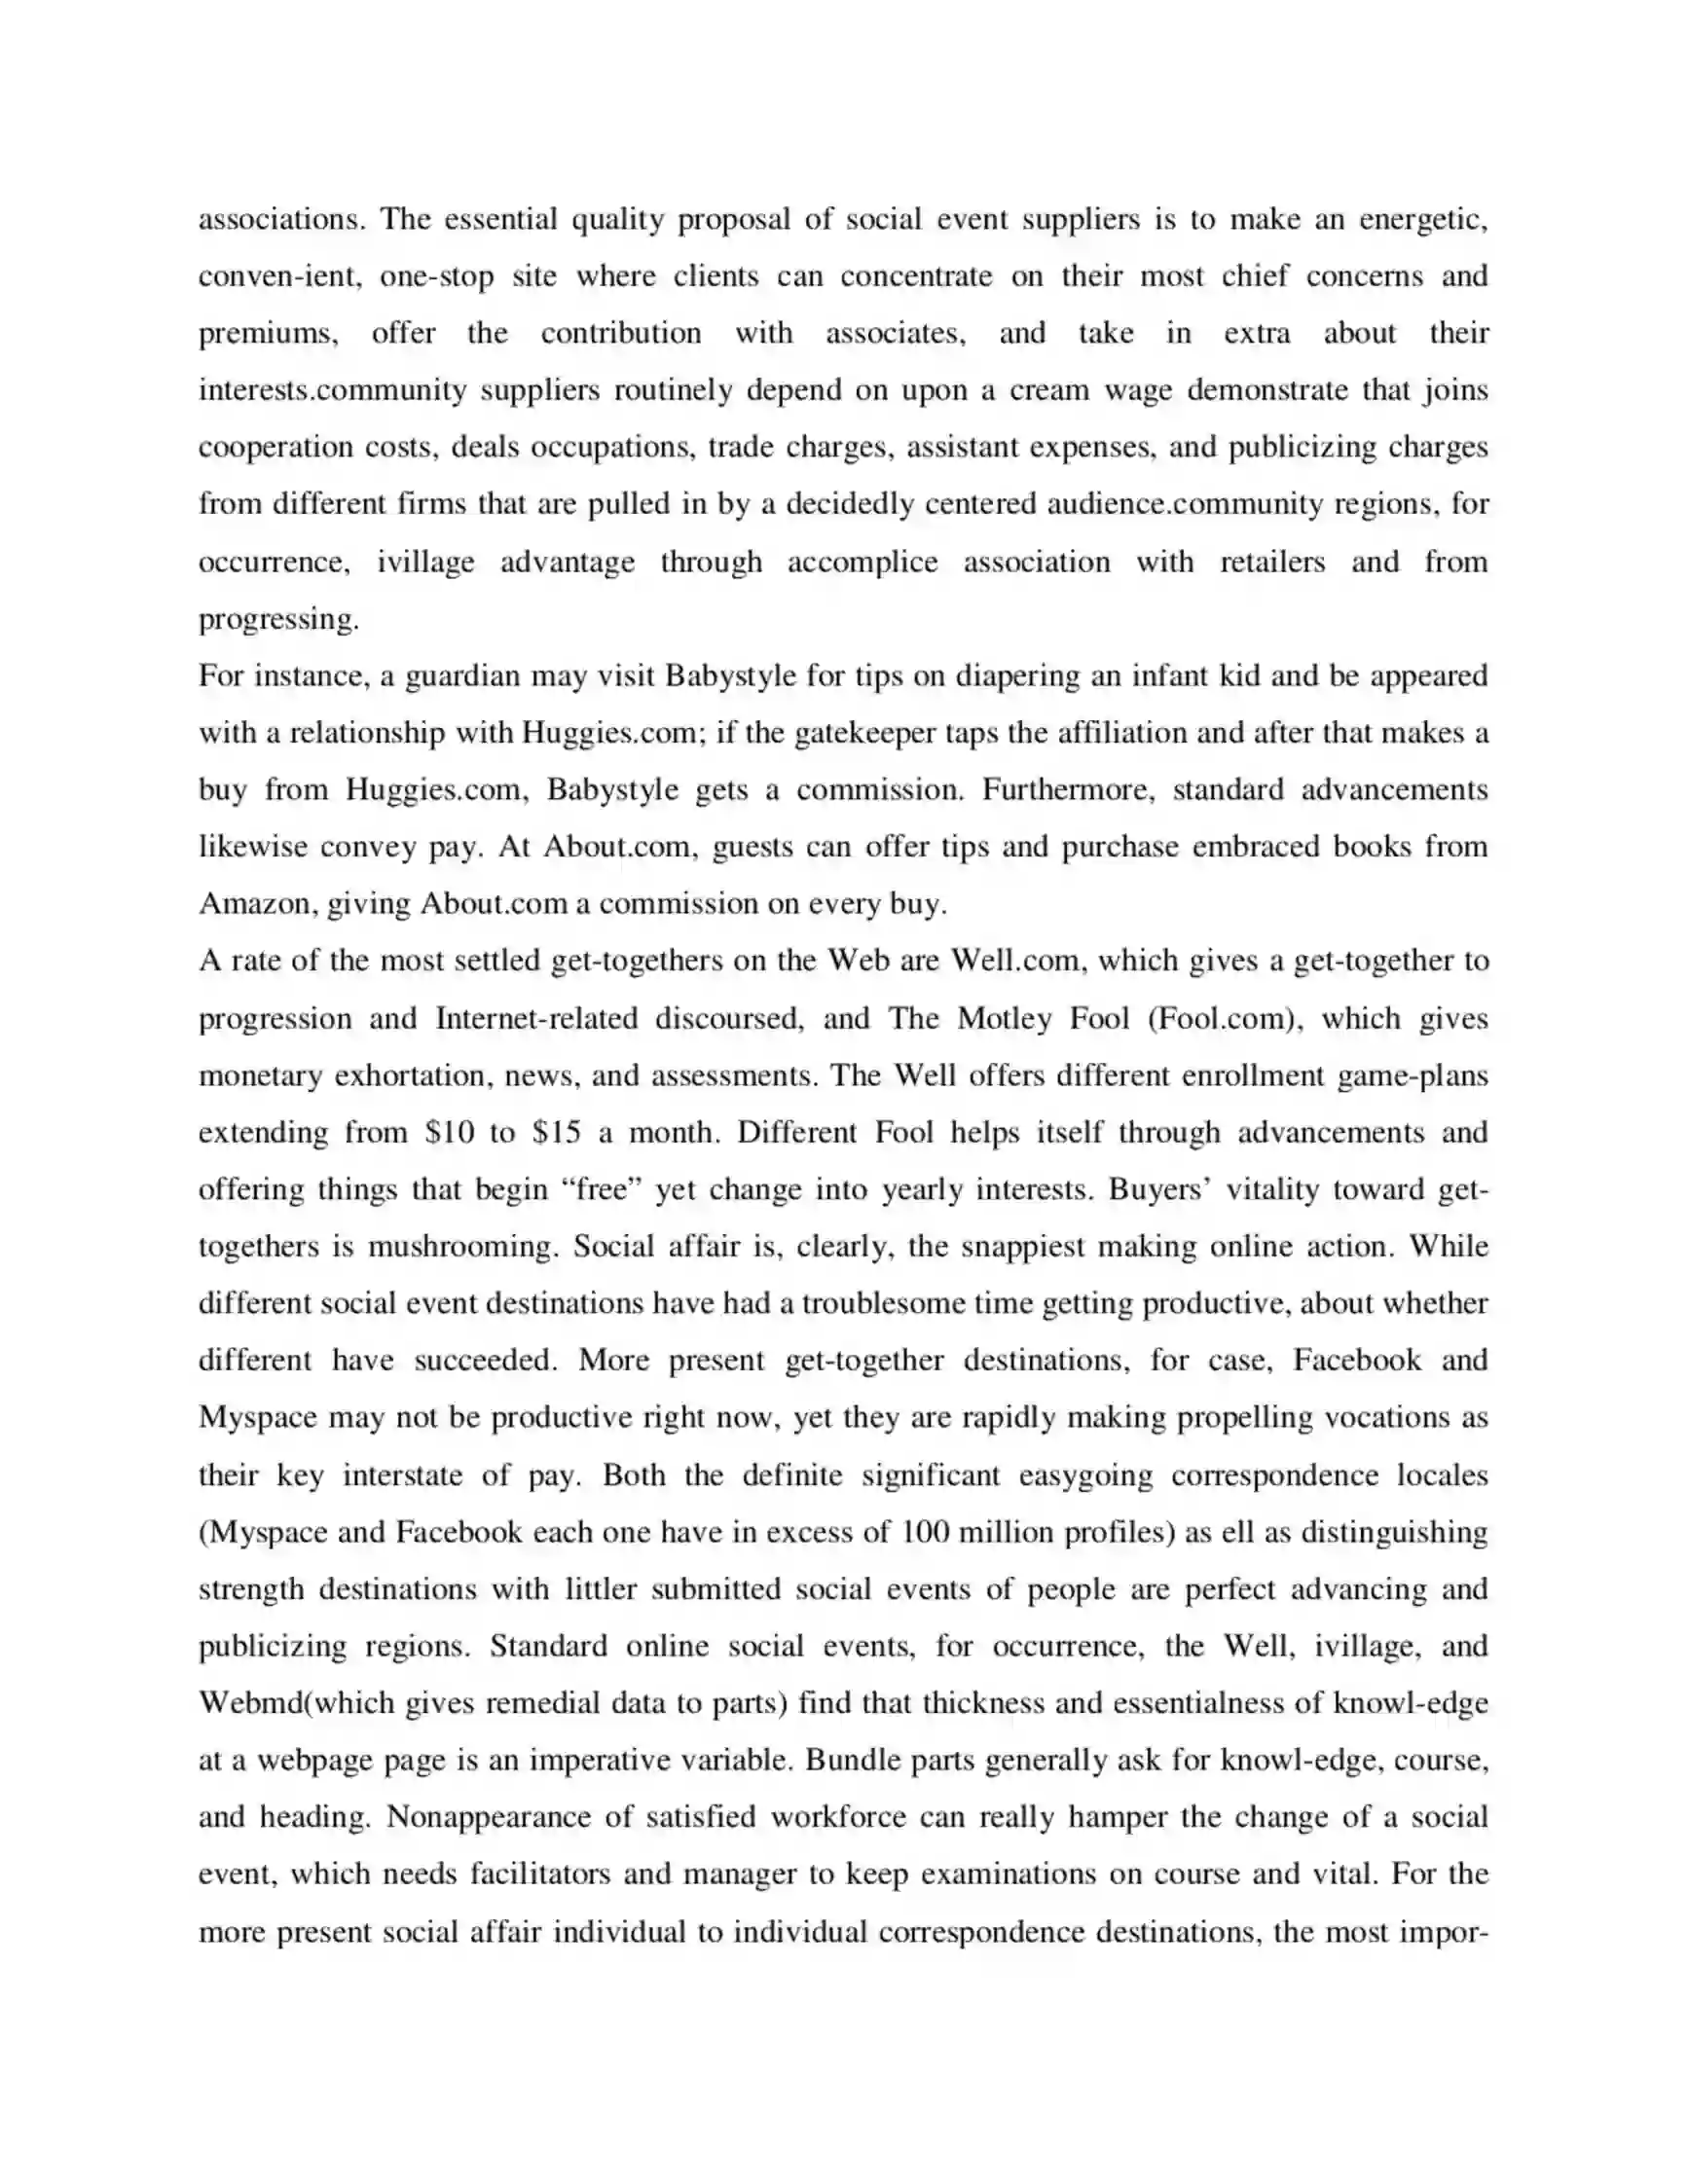 associations. The essential quality proposal of social event suppliers is to make an energetic,
conven-ient, one-stop site where clients can concentrate on their most chief concerns and
premiums, offer the contribution with associates, and take in extra about their
interests.community suppliers routinely depend on upon a cream wage demonstrate that joins
cooperation costs, deals occupations, trade charges, assistant expenses, and publicizing charges
from different firms that are pulled in by a decidedly centered audience.community regions, for
occurrence, ivillage advantage through accomplice association with retailers and from
progressing.
For instance, a guardian may visit Babystyle for tips on diapering an infant kid and be appeared
with a relationship with Huggies.com; if the gatekeeper taps the affiliation and after that makes a
buy from Huggies.com, Babystyle gets a commission. Furthermore, standard advancements
likewise convey pay. At About.com, guests can offer tips and purchase embraced books from
Amazon, giving About.com a commission on every buy.
A rate of the most settled get-togethers on the Web are Well.com, which gives a get-together to
progression and Internet-related discoursed, and The Motley Fool (Fool.com), which gives
monetary exhortation, news, and assessments. The Well offers different enrollment game-plans
extending from $10 to $15 a month. Different Fool helps itself through advancements and
offering things that begin “free” yet change into yearly interests. Buyers’ vitality toward get-
togethers is mushrooming. Social affair is, clearly, the snappiest making online action. While
different social event destinations have had a troublesome time getting productive, about whether
different have succeeded. More present get-together destinations, for case, Facebook and
Myspace may not be productive right now, yet they are rapidly making propelling vocations as
their key interstate of pay. Both the definite significant easygoing correspondence locales
(Myspace and Facebook each one have in excess of 100 million profiles) as ell as distinguishing
strength destinations with littler submitted social events of people are perfect advancing and
publicizing regions. Standard online social events, for occurrence, the Well, ivillage, and
Webmd(which gives remedial data to parts) find that thickness and essentialness of knowl-edge
at a webpage page is an imperative variable. Bundle parts generally ask for knowl-edge, course,
and heading. Nonappearance of satisfied workforce can really hamper the change of a social
event, which needs facilitators and manager to keep examinations on course and vital. For the
more present social affair individual to individual correspondence destinations, the most impor-